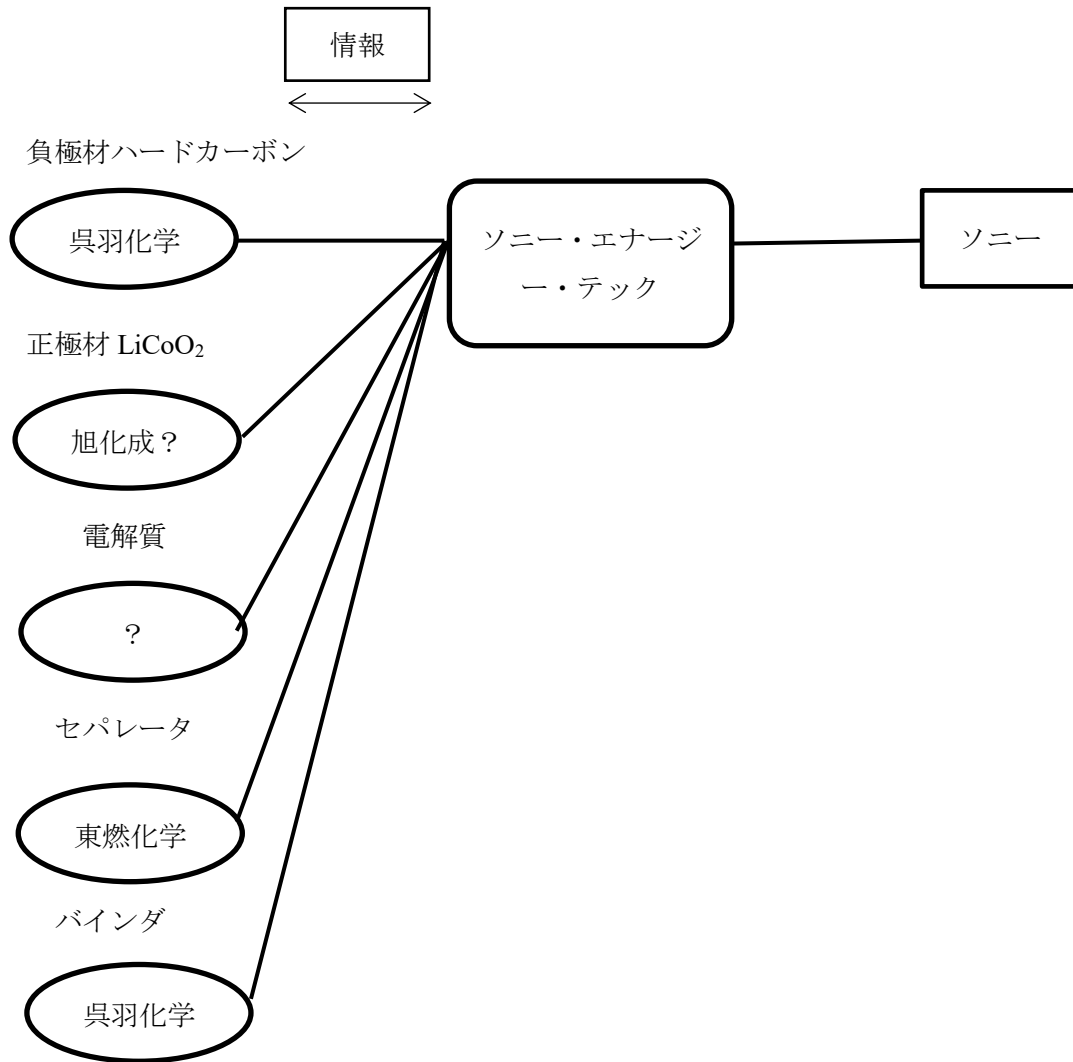 情報
負極材ハードカーボン
呉羽化学
ソニー・エナージ
ー・テック
ソニー
正極材 LiCoO₂
旭化成？
電解質
？
セパレータ
東燃化学
バインダ
呉羽化学